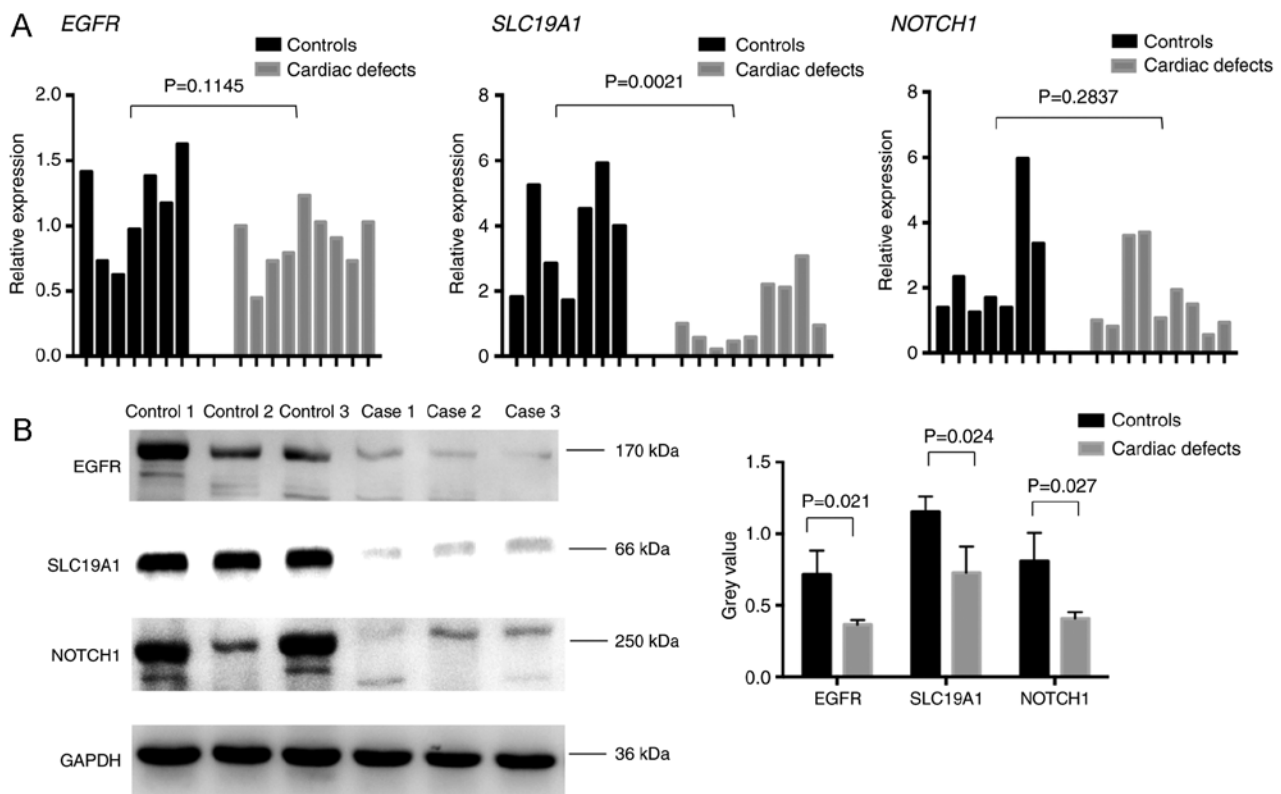 A
EGFR
Controls
Cardiac defects
P=0.1145
Relative expression
2.0
1.5
1.0
0.5
0.0
SLC19A1
Controls
Cardiac defects
P=0.0021
Relative expression
8
6
4
2
0
NOTCH1
Controls
Cardiac defects
P=0.2837
Relative expression
8
6
4
2
0
B
Control 1 Control 2 Control 3 Case 1 Case 2 Case 3
EGFR 170 kDa
SLC19A1 66 kDa
NOTCH1 250 kDa
GAPDH 36 kDa
Controls
Cardiac defects
P=0.021
P=0.024
P=0.027
Grey value
1.5
1.0
0.5
0.0
EGFR SLC19A1 NOTCH1